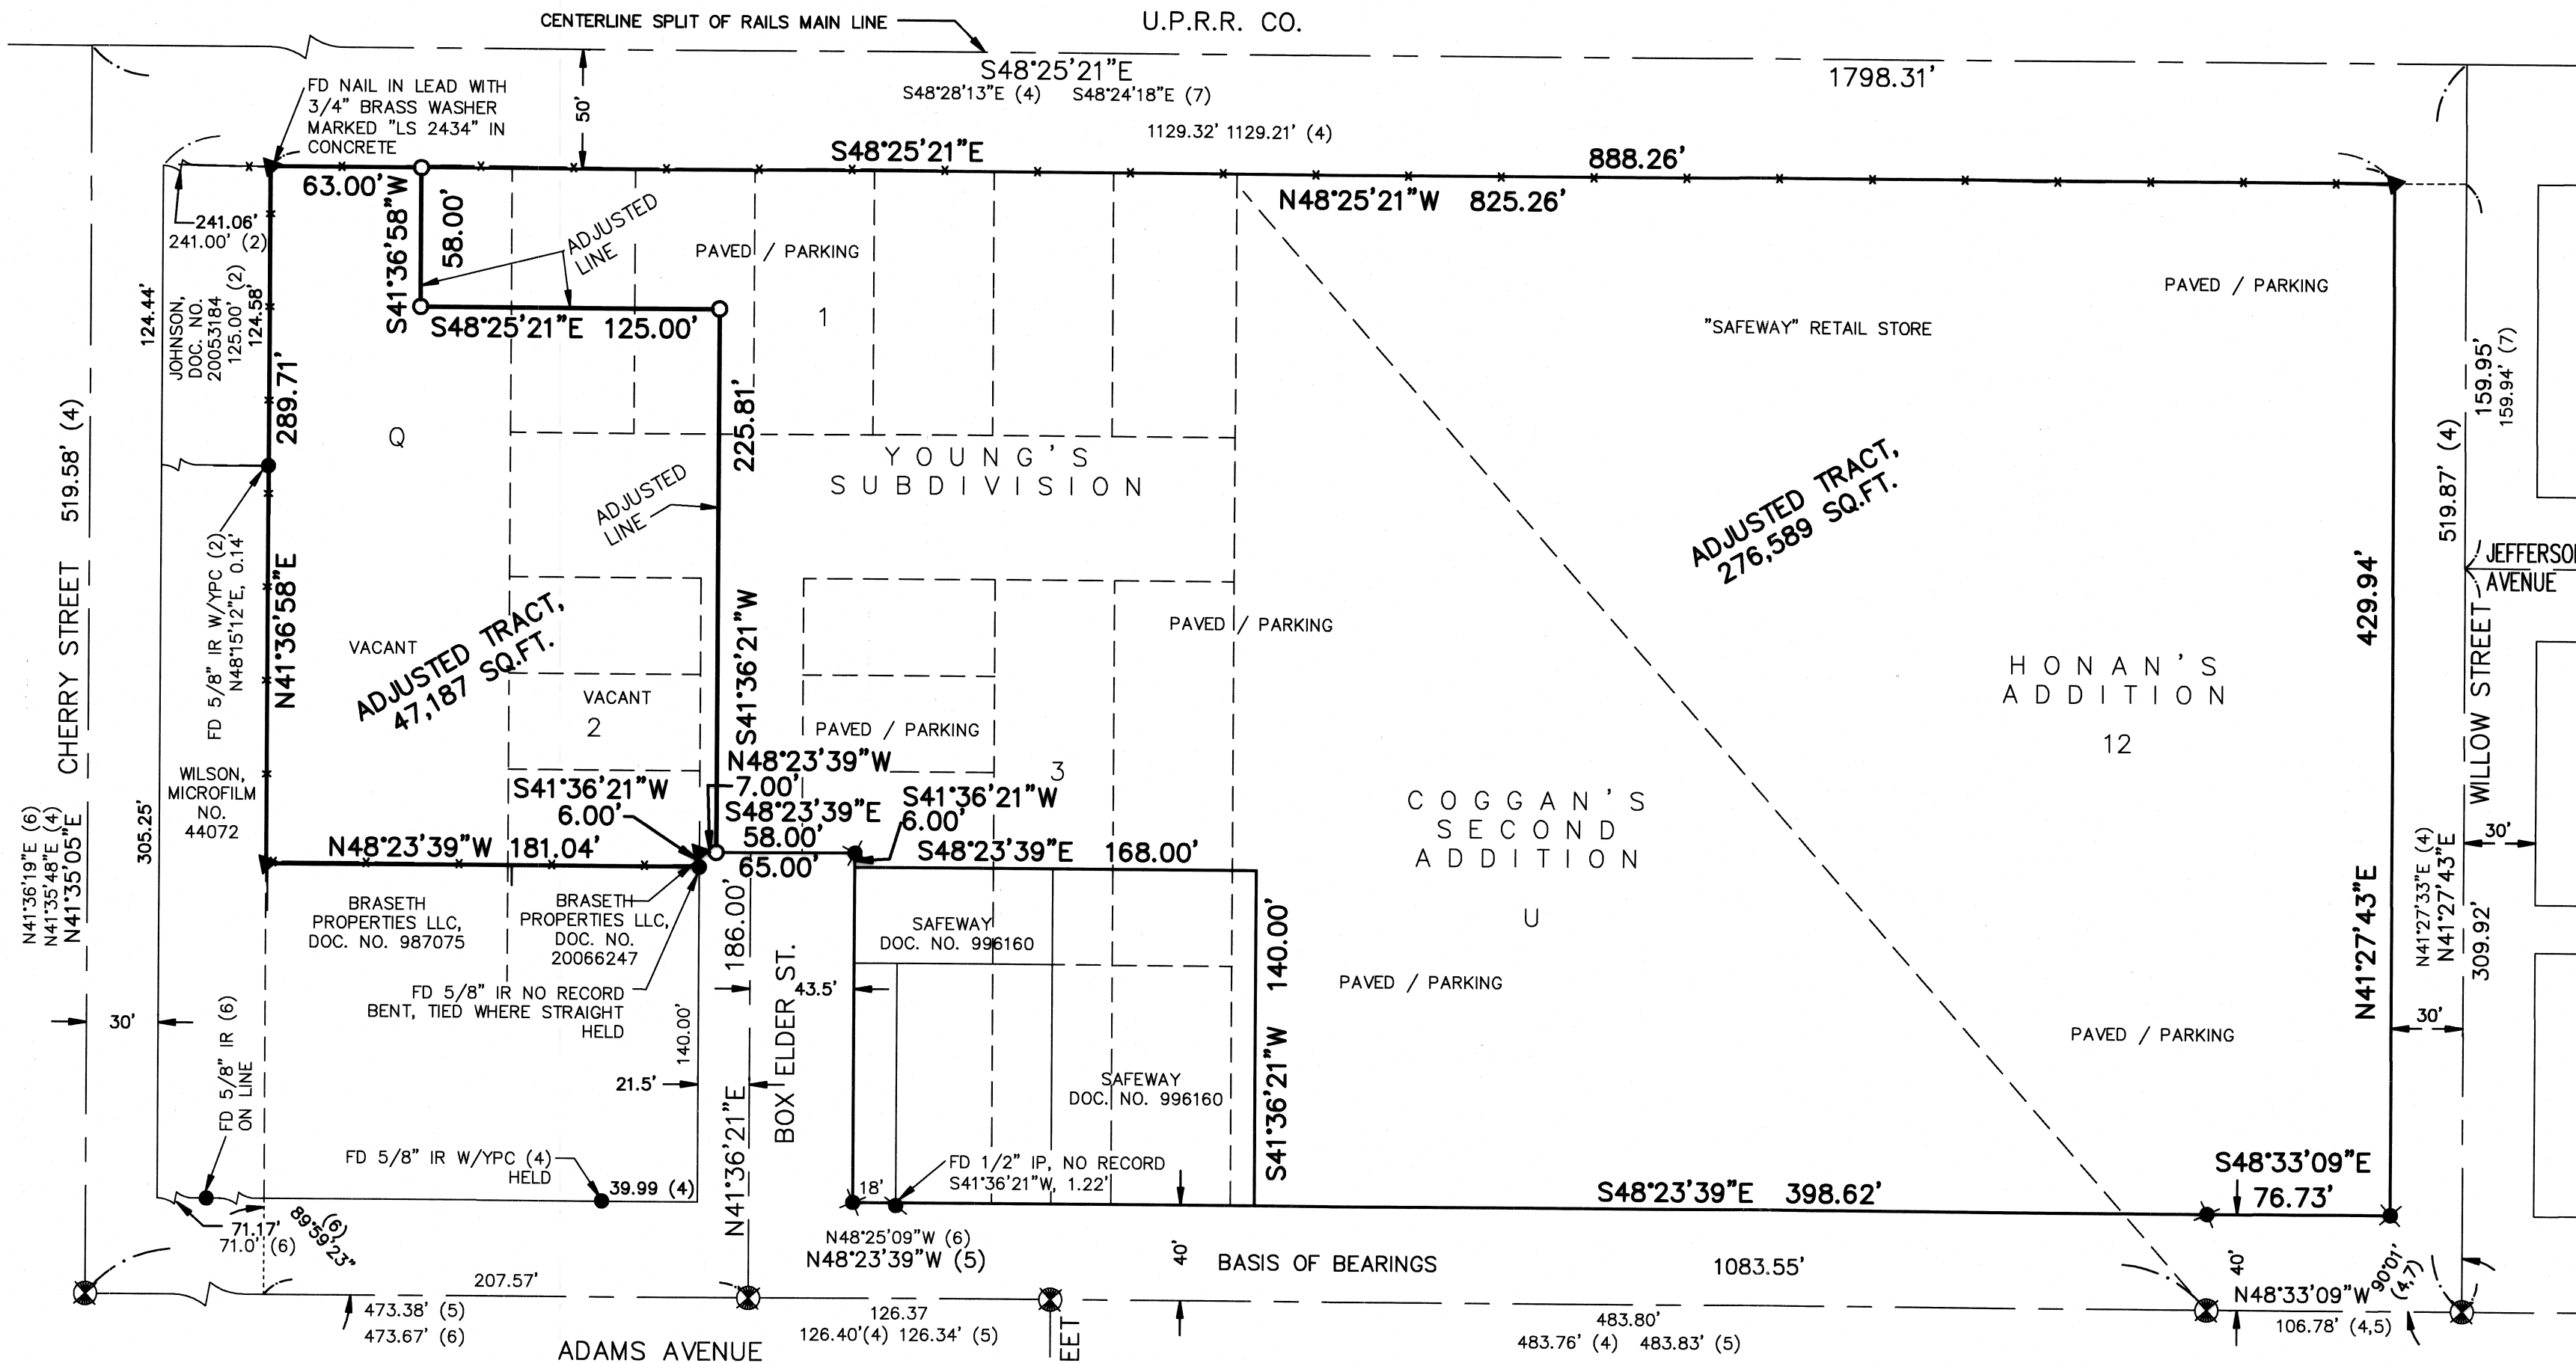 CENTERLINE SPLIT OF RAILS MAIN LINE
U.P.R.R. CO.
S48°25'21"E
1798.31'
S48°28'13"E (4) S48°24'18"E (7)
1129.32' 1129.21' (4)
FD NAIL IN LEAD WITH
3/4" BRASS WASHER
MARKED "LS 2434" IN
CONCRETE
50'
S48°25'21"E
888.26'
63.00'
N48°25'21"W 825.26'
S41°36'58"W
58.00'
ADJUSTED
LINE
241.06'
241.00' (2)
PAVED / PARKING
PAVED / PARKING
124.44'
JOHNSON,
DOC. NO.
20053184
125.00' (2)
124.58'
S48°25'21"E 125.00'
1
"SAFEWAY" RETAIL STORE
289.71'
225.81'
159.95'
159.94' (7)
CHERRY STREET 519.58' (4)
Q
YOUNG'S
SUBDIVISION
ADJUSTED
LINE
ADJUSTED TRACT,
276,589 SQ.FT.
519.87' (4)
FD 5/8" IR W/YPC (2)
N48°15'12"E, 0.14'
N41°36'58"E
429.94'
JEFFERSON
AVENUE
VACANT
ADJUSTED TRACT,
47,187 SQ.FT.
VACANT
2
S41°36'21"W
PAVED / PARKING
PAVED / PARKING
HONAN'S
ADDITION
12
WILLOW STREET
WILSON,
MICROFILM
NO.
44072
N48°23'39"W
7.00'
3
S41°36'21"W
6.00'
S48°23'39"E
58.00'
S41°36'21"W
6.00'
COGGAN'S
SECOND
ADDITION
U
30'
305.25'
N41°36'19"E (6)
N41°35'48"E (4)
N41°35'05"E
N48°23'39"W 181.04'
65.00'
S48°23'39"E 168.00'
N41°27'33"E (4)
N41°27'43"E
309.92'
N41°27'43"E
BRASETH
PROPERTIES LLC,
DOC. NO. 987075
BRASETH
PROPERTIES LLC,
DOC. NO.
20066247
186.00'
SAFEWAY
DOC. NO. 996160
140.00'
FD 5/8" IR NO RECORD
BENT, TIED WHERE STRAIGHT
HELD
BOX ELDER ST.
43.5'
PAVED / PARKING
30'
FD 5/8" IR (6)
ON LINE
140.00'
30'
PAVED / PARKING
21.5'
N41°36'21"E
SAFEWAY
DOC. NO. 996160
S41°36'21"W
FD 5/8" IR W/YPC (4)
HELD
39.99 (4)
FD 1/2" IP, NO RECORD
S41°36'21"W, 1.22'
18'
S48°23'39"E 398.62'
S48°33'09"E
76.73'
71.17'
71.0' (6)
89°59'23"
(6)
N48°25'09"W (6)
N48°23'39"W (5)
40'
BASIS OF BEARINGS
1083.55'
40'
N48°33'09"W
90°01'
(4,7)
207.57'
473.38' (5)
473.67' (6)
126.37
126.40'(4) 126.34' (5)
483.80'
483.76' (4) 483.83' (5)
106.78' (4,5)
ADAMS AVENUE
EET